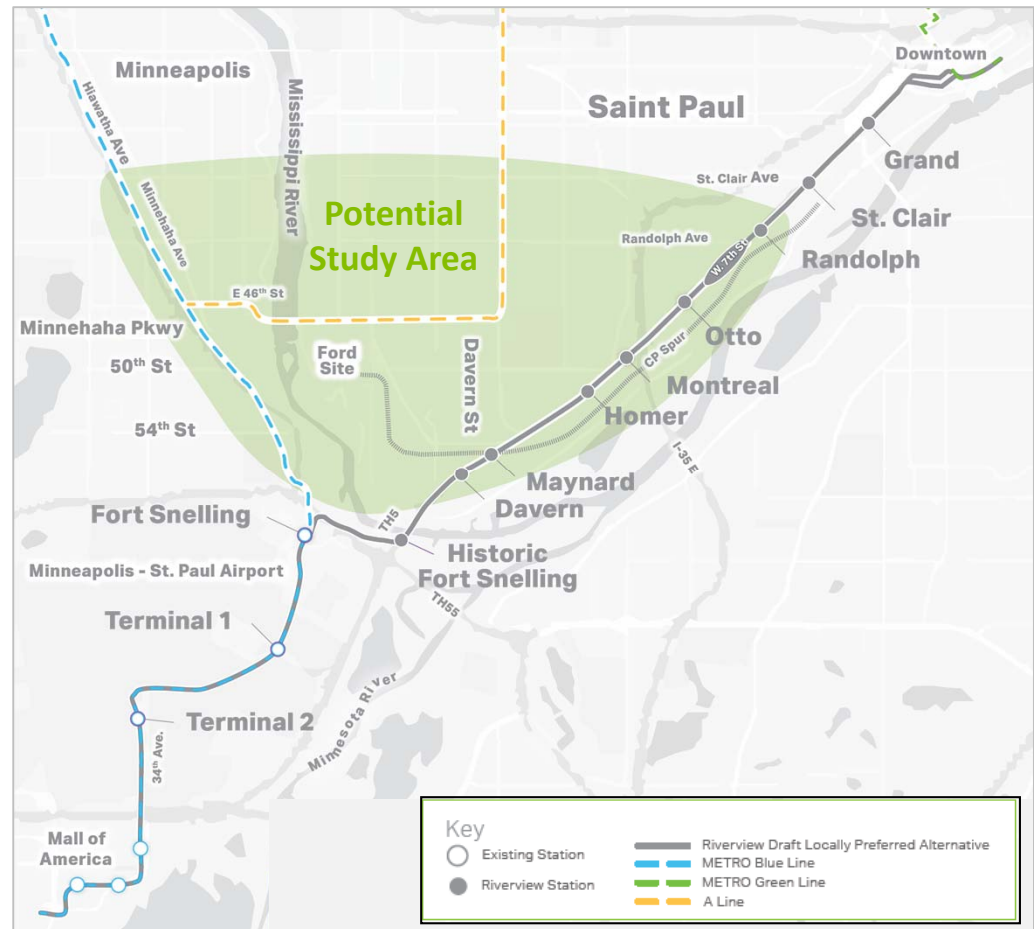 Downtown
Minneapolis
Hiawatha Ave
Mississippi River
Saint Paul
Grand
Minnehaha Ave
St. Clair Ave
St. Clair
Potential
Study Area
Randolph Ave
W. 7th St
Randolph
E 46th St
Minnehaha Pkwy
Otto
50th St
Ford
Site
Davern St
CP Spur
Montreal
Homer
54th St
I-35 E
Maynard
Davern
Fort Snelling
TH5
Historic
Fort Snelling
Minneapolis - St. Paul Airport
TH55
Terminal 1
Minnesota River
Terminal 2
34th Ave.
Mall of
America
Key
Existing Station
Riverview Station
Riverview Draft Locally Preferred Alternative
METRO Blue Line
METRO Green Line
A Line